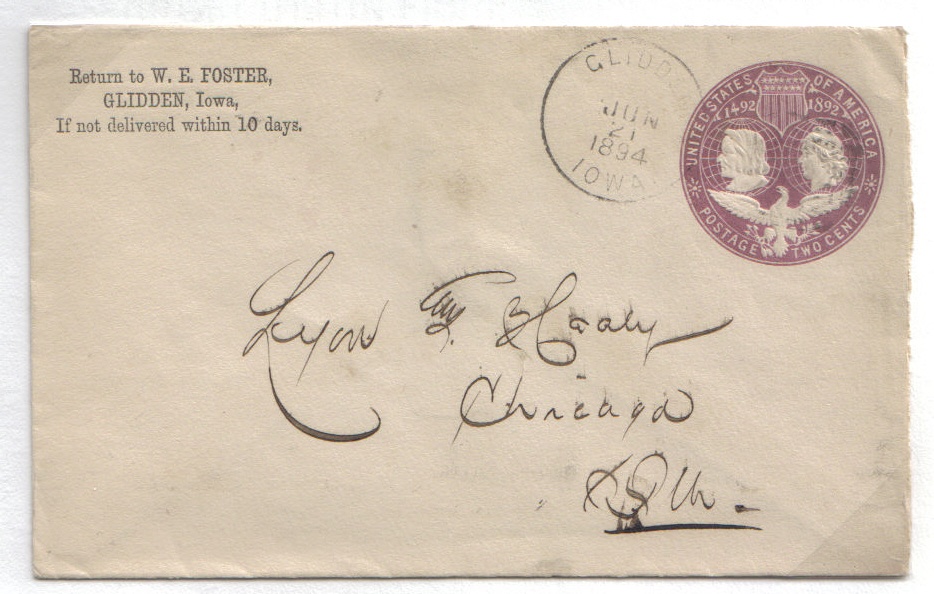 Return to W. E. FOSTER,
GLIDDEN, Iowa,
If not delivered within 10 days.
GLIDD
JUN
21
1894
IOWA
UNITED STATES OF AMERICA
1492 1892
POSTAGE TWO CENTS
Lyon & Healy
Chicago
Ills.